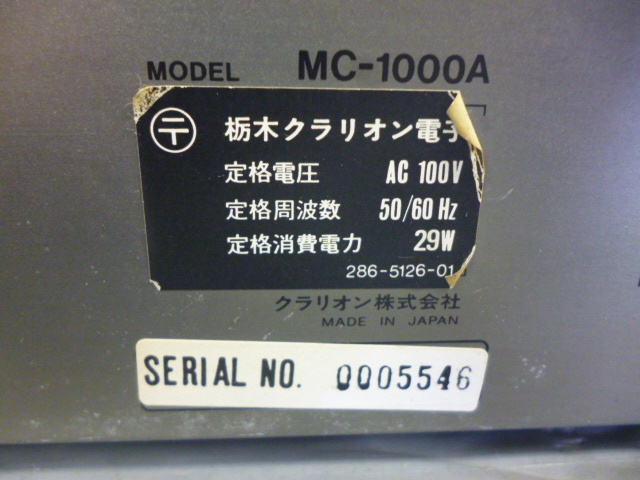 MODEL MC-1000A
〒 栃木クラリオン電子
定格電圧 AC 100V
定格周波数 50/60 Hz
定格消費電力 29W
286-5126-01
クラリオン株式会社
MADE IN JAPAN
SERIAL NO. 0005546